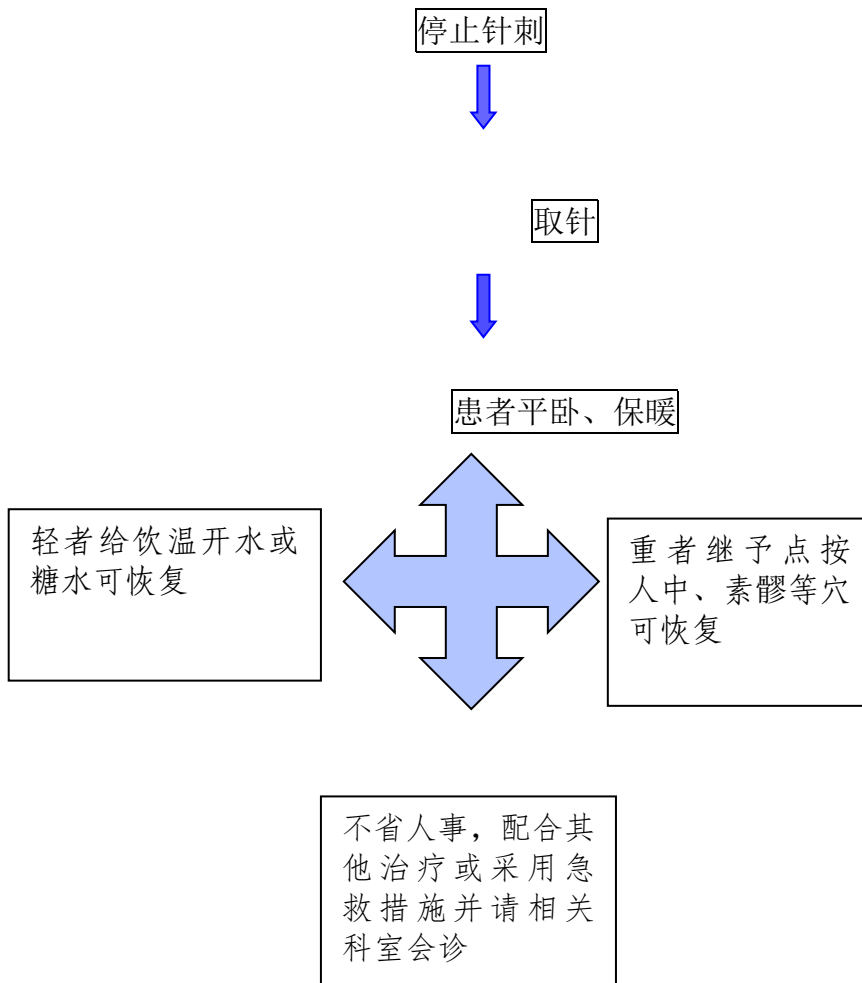 停止针刺
取针
患者平卧、保暖
轻者给饮温开水或
糖水可恢复
重者继予点按
人中、素髎等穴
可恢复
不省人事，配合其
他治疗或采用急
救措施并请相关
科室会诊